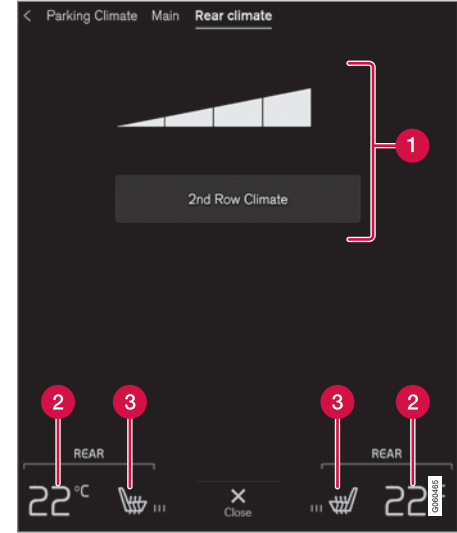 < Parking Climate Main Rear climate
1
2nd Row Climate
2 3 3 2
REAR REAR
22 °C Close 22
G060465